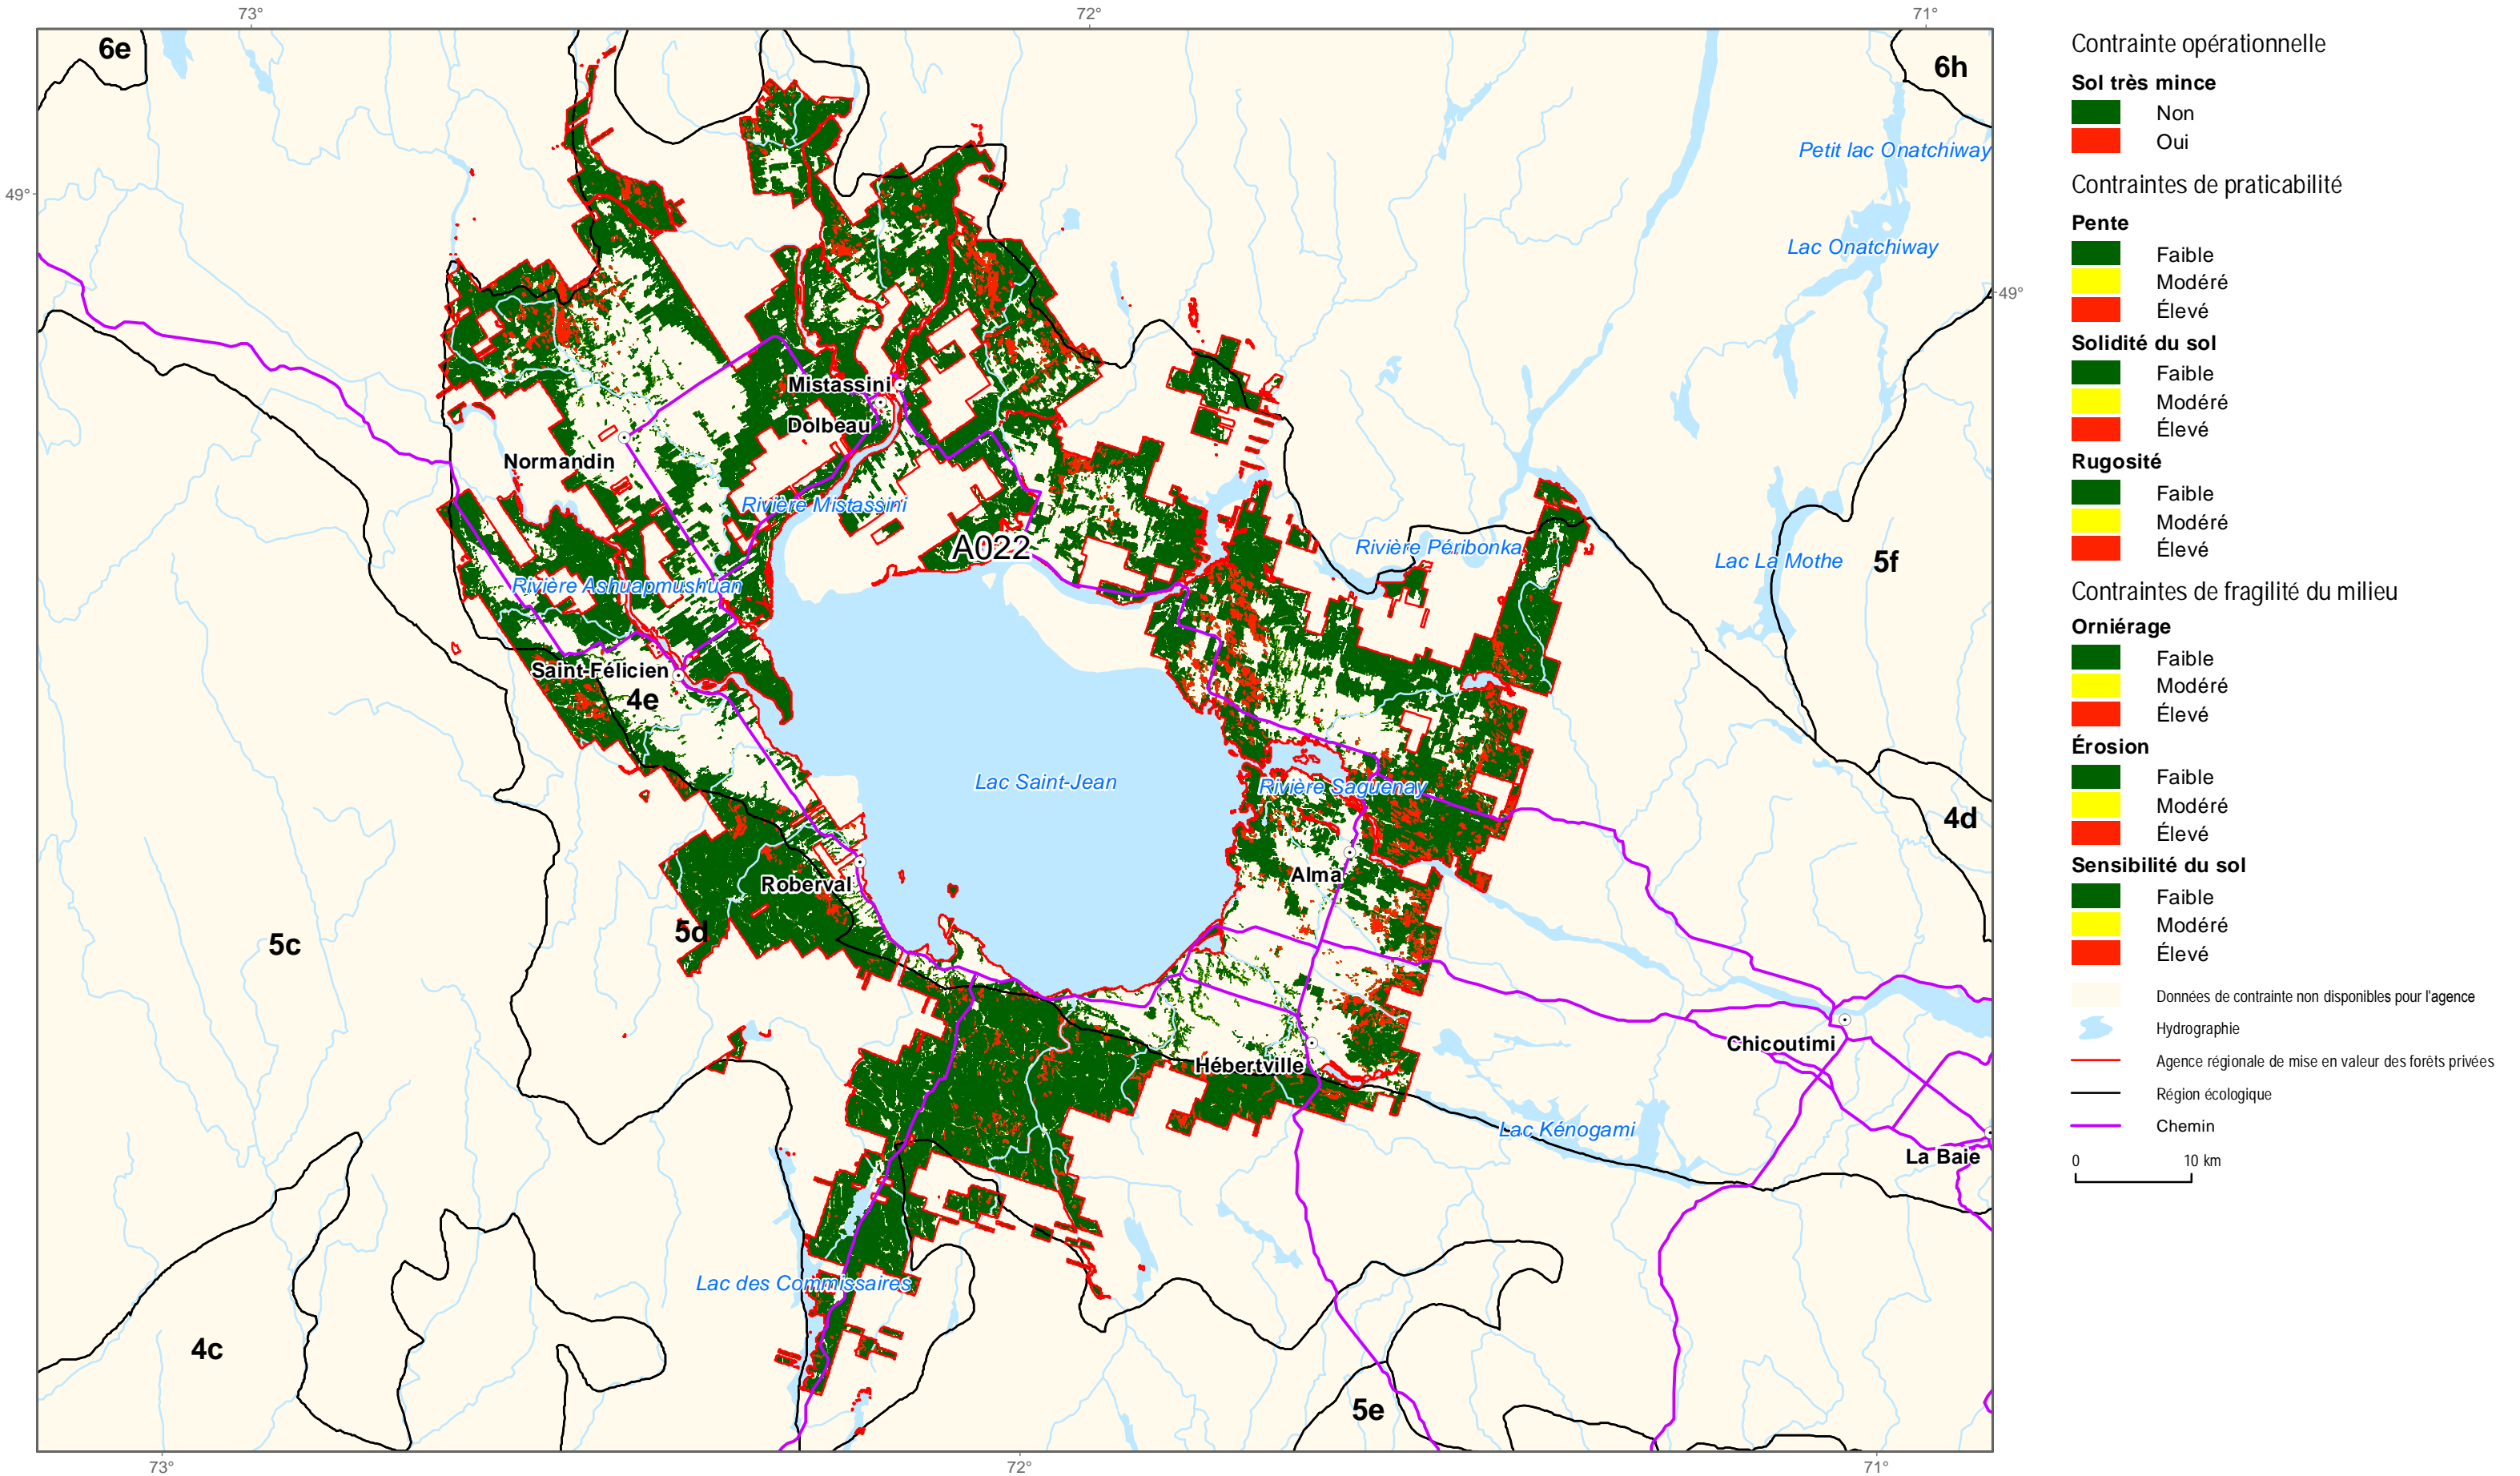 73°
72°
71°
6e
6h
Petit lac Onatchiway
49°
Lac Onatchiway
49°
Mistassini
Dolbeau
Normandin
Rivière Mistassini
A022
Rivière Péribonka
Lac La Mothe
5f
Rivière Ashuapmushuan
Saint-Félicien
4e
Lac Saint-Jean
Rivière Saguenay
4d
Alma
Roberval
5d
5c
Chicoutimi
Hébertville
Lac Kénogami
La Baie
Lac des Commissaires
4c
5e
73°
72°
71°
Contrainte opérationnelle
Sol très mince
Non
Oui
Contraintes de praticabilité
Pente
Faible
Modéré
Élevé
Solidité du sol
Faible
Modéré
Élevé
Rugosité
Faible
Modéré
Élevé
Contraintes de fragilité du milieu
Orniérage
Faible
Modéré
Élevé
Érosion
Faible
Modéré
Élevé
Sensibilité du sol
Faible
Modéré
Élevé
Données de contrainte non disponibles pour l'agence
Hydrographie
Agence régionale de mise en valeur des forêts privées
Région écologique
Chemin
0 10 km